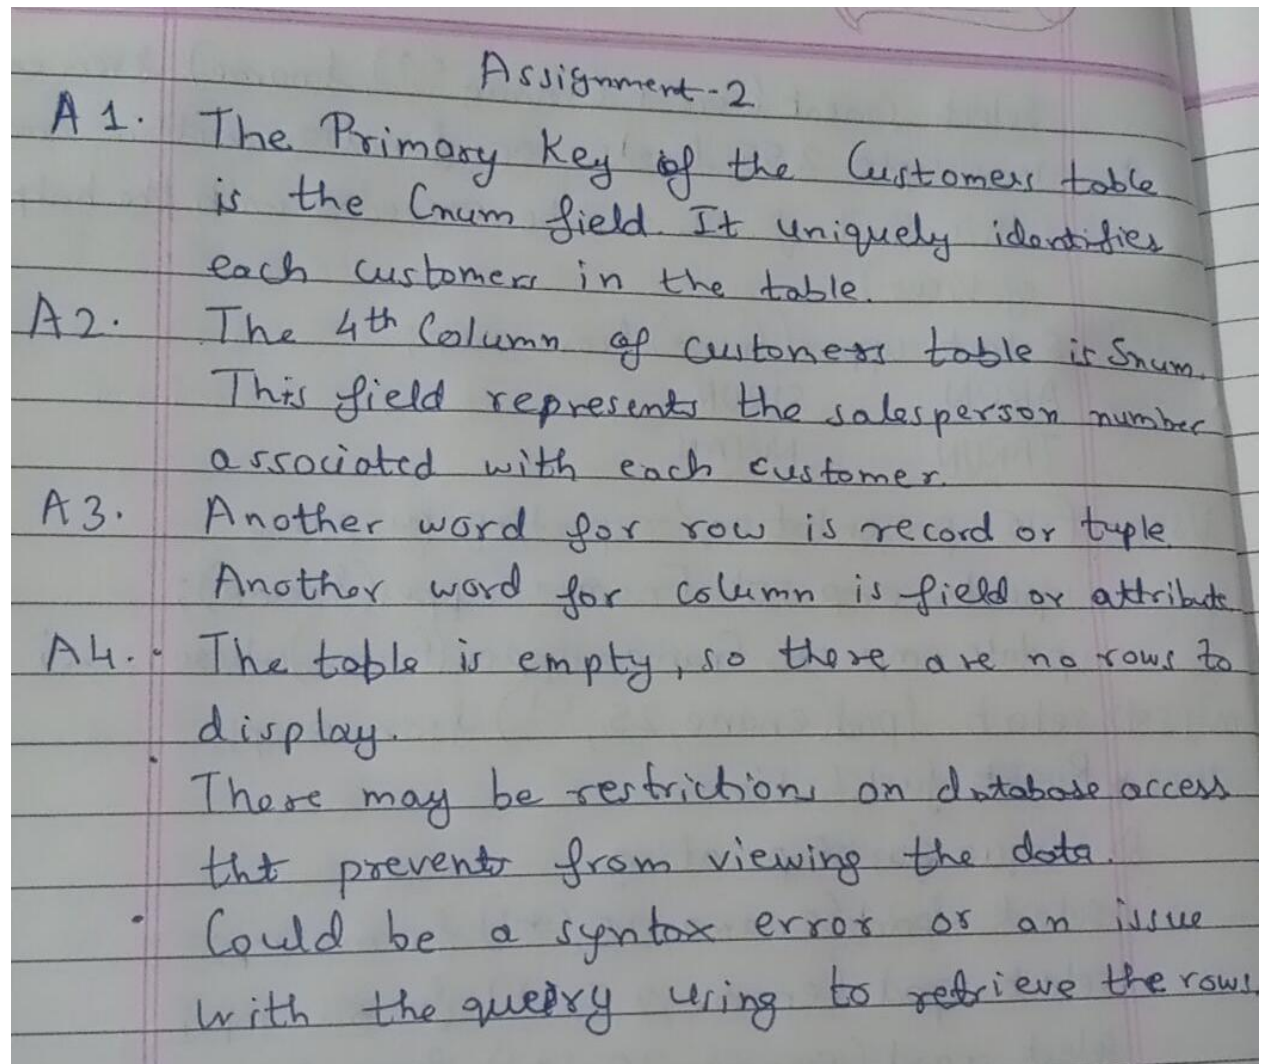 Assignment-2
A1. The Primary Key of the Customers table
is the Cnum field. It uniquely identifies
each customers in the table.
A2. The 4th Column of customers table is Snum.
This field represents the salesperson number
associated with each customer.
A3. Another word for row is record or tuple.
Another word for column is field or attribute
A4. • The table is empty, so there are no rows to
display.
• There may be restrictions on database access
tht prevents from viewing the data.
• Could be a syntax error or an issue
with the query using to retrieve the rows.